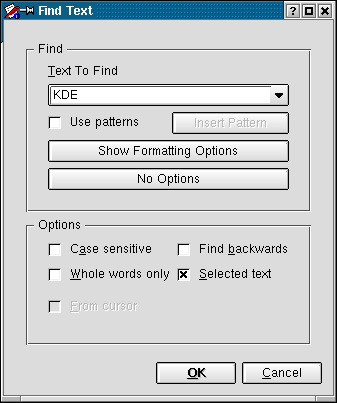 Find Text
Find
Text To Find
KDE
Use patterns Insert Pattern
Show Formatting Options
No Options
Options
Case sensitive Find backwards
Whole words only Selected text
From cursor
OK Cancel